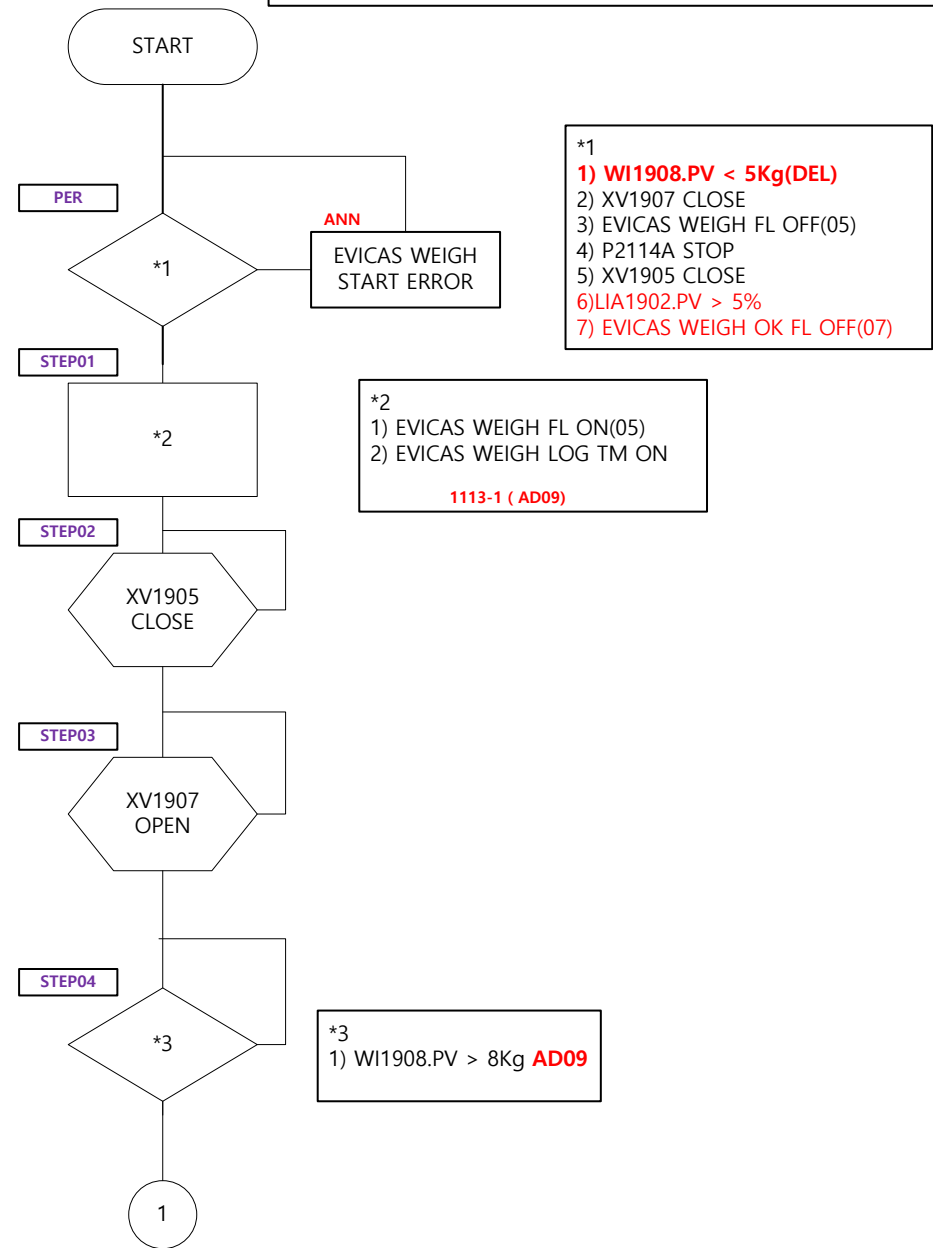 START
PER
*1
ANN
EVICAS WEIGH
START ERROR
*1
1) WI1908.PV < 5Kg(DEL)
2) XV1907 CLOSE
3) EVICAS WEIGH FL OFF(05)
4) P2114A STOP
5) XV1905 CLOSE
6)LIA1902.PV > 5%
7) EVICAS WEIGH OK FL OFF(07)
STEP01
*2
*2
1) EVICAS WEIGH FL ON(05)
2) EVICAS WEIGH LOG TM ON
1113-1 ( AD09)
STEP02
XV1905
CLOSE
STEP03
XV1907
OPEN
STEP04
*3
*3
1) WI1908.PV > 8Kg AD09
1